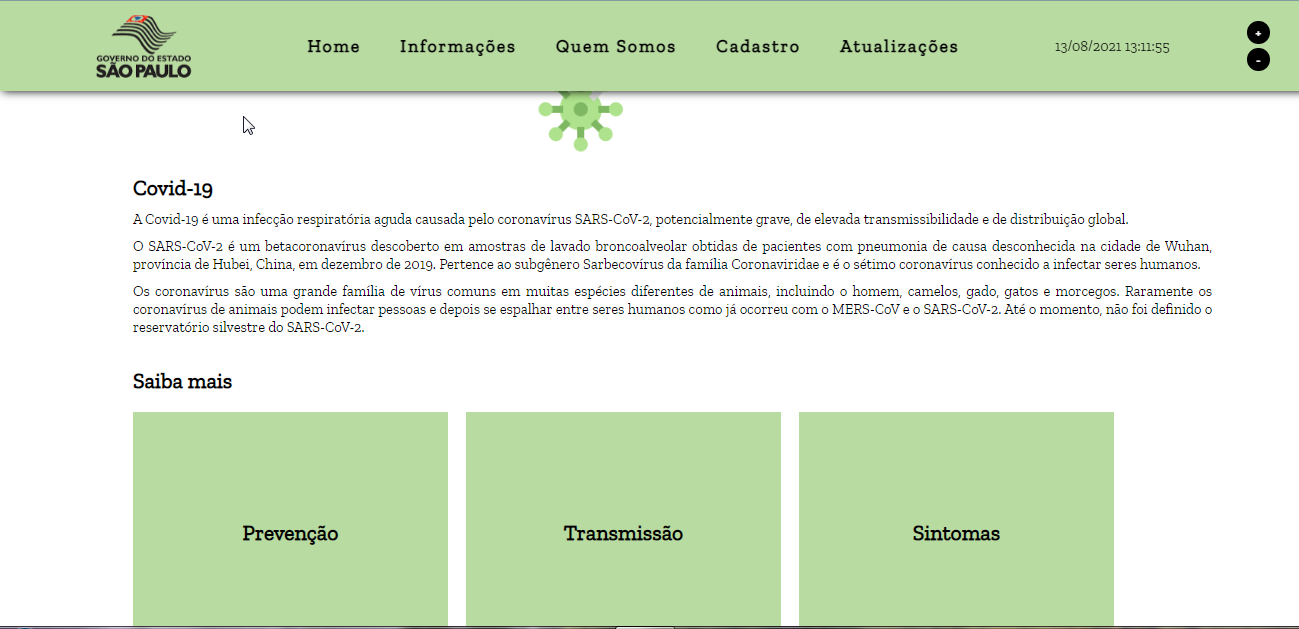 GOVERNO DO ESTADO
SÃO PAULO
Home Informações Quem Somos Cadastro Atualizações
13/08/2021 13:11:55
+
-
Covid-19
A Covid-19 é uma infecção respiratória aguda causada pelo coronavírus SARS-CoV-2, potencialmente grave, de elevada transmissibilidade e de distribuição global.
O SARS-CoV-2 é um betacoronavírus descoberto em amostras de lavado broncoalveolar obtidas de pacientes com pneumonia de causa desconhecida na cidade de Wuhan,
província de Hubei, China, em dezembro de 2019. Pertence ao subgênero Sarbecovírus da família Coronaviridae e é o sétimo coronavírus conhecido a infectar seres humanos.
Os coronavírus são uma grande família de vírus comuns em muitas espécies diferentes de animais, incluindo o homem, camelos, gado, gatos e morcegos. Raramente os
coronavírus de animais podem infectar pessoas e depois se espalhar entre seres humanos como já ocorreu com o MERS-CoV e o SARS-CoV-2. Até o momento, não foi definido o
reservatório silvestre do SARS-CoV-2.
Saiba mais
Prevenção
Transmissão
Sintomas